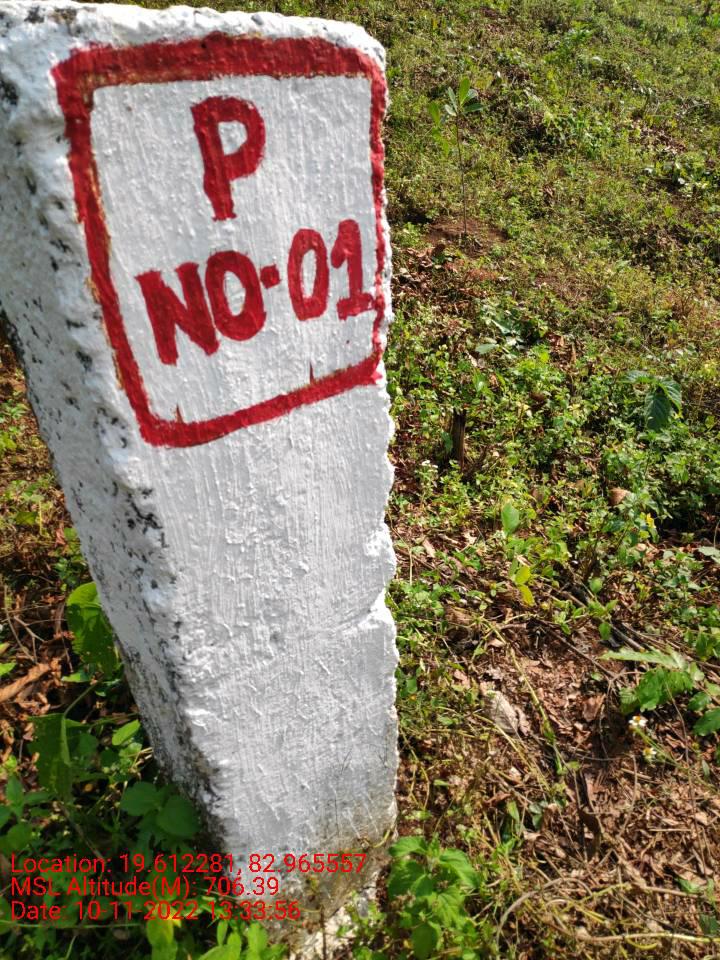 P
NO·01
Location: 19.612281, 82.965557
MSL Altitude(M): 706.39
Date: 10-11-2022 13:33:56